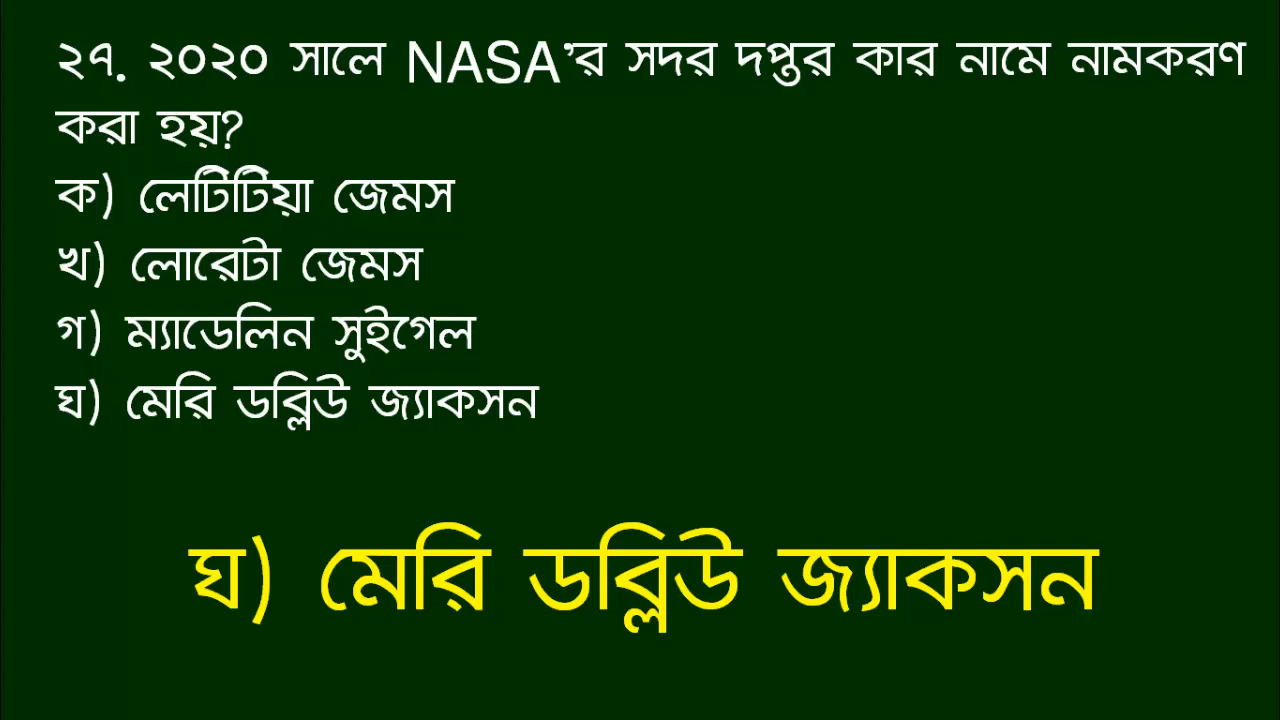 ২৭. ২০২০ সালে NASA'র সদর দপ্তর কার নামে নামকরণ
করা হয়?
ক) লেটিটিয়া জেমস
খ) লোরেটা জেমস
গ) ম্যাডেলিন সুইগেল
ঘ) মেরি ডব্লিউ জ্যাকসন
ঘ) মেরি ডব্লিউ জ্যাকসন